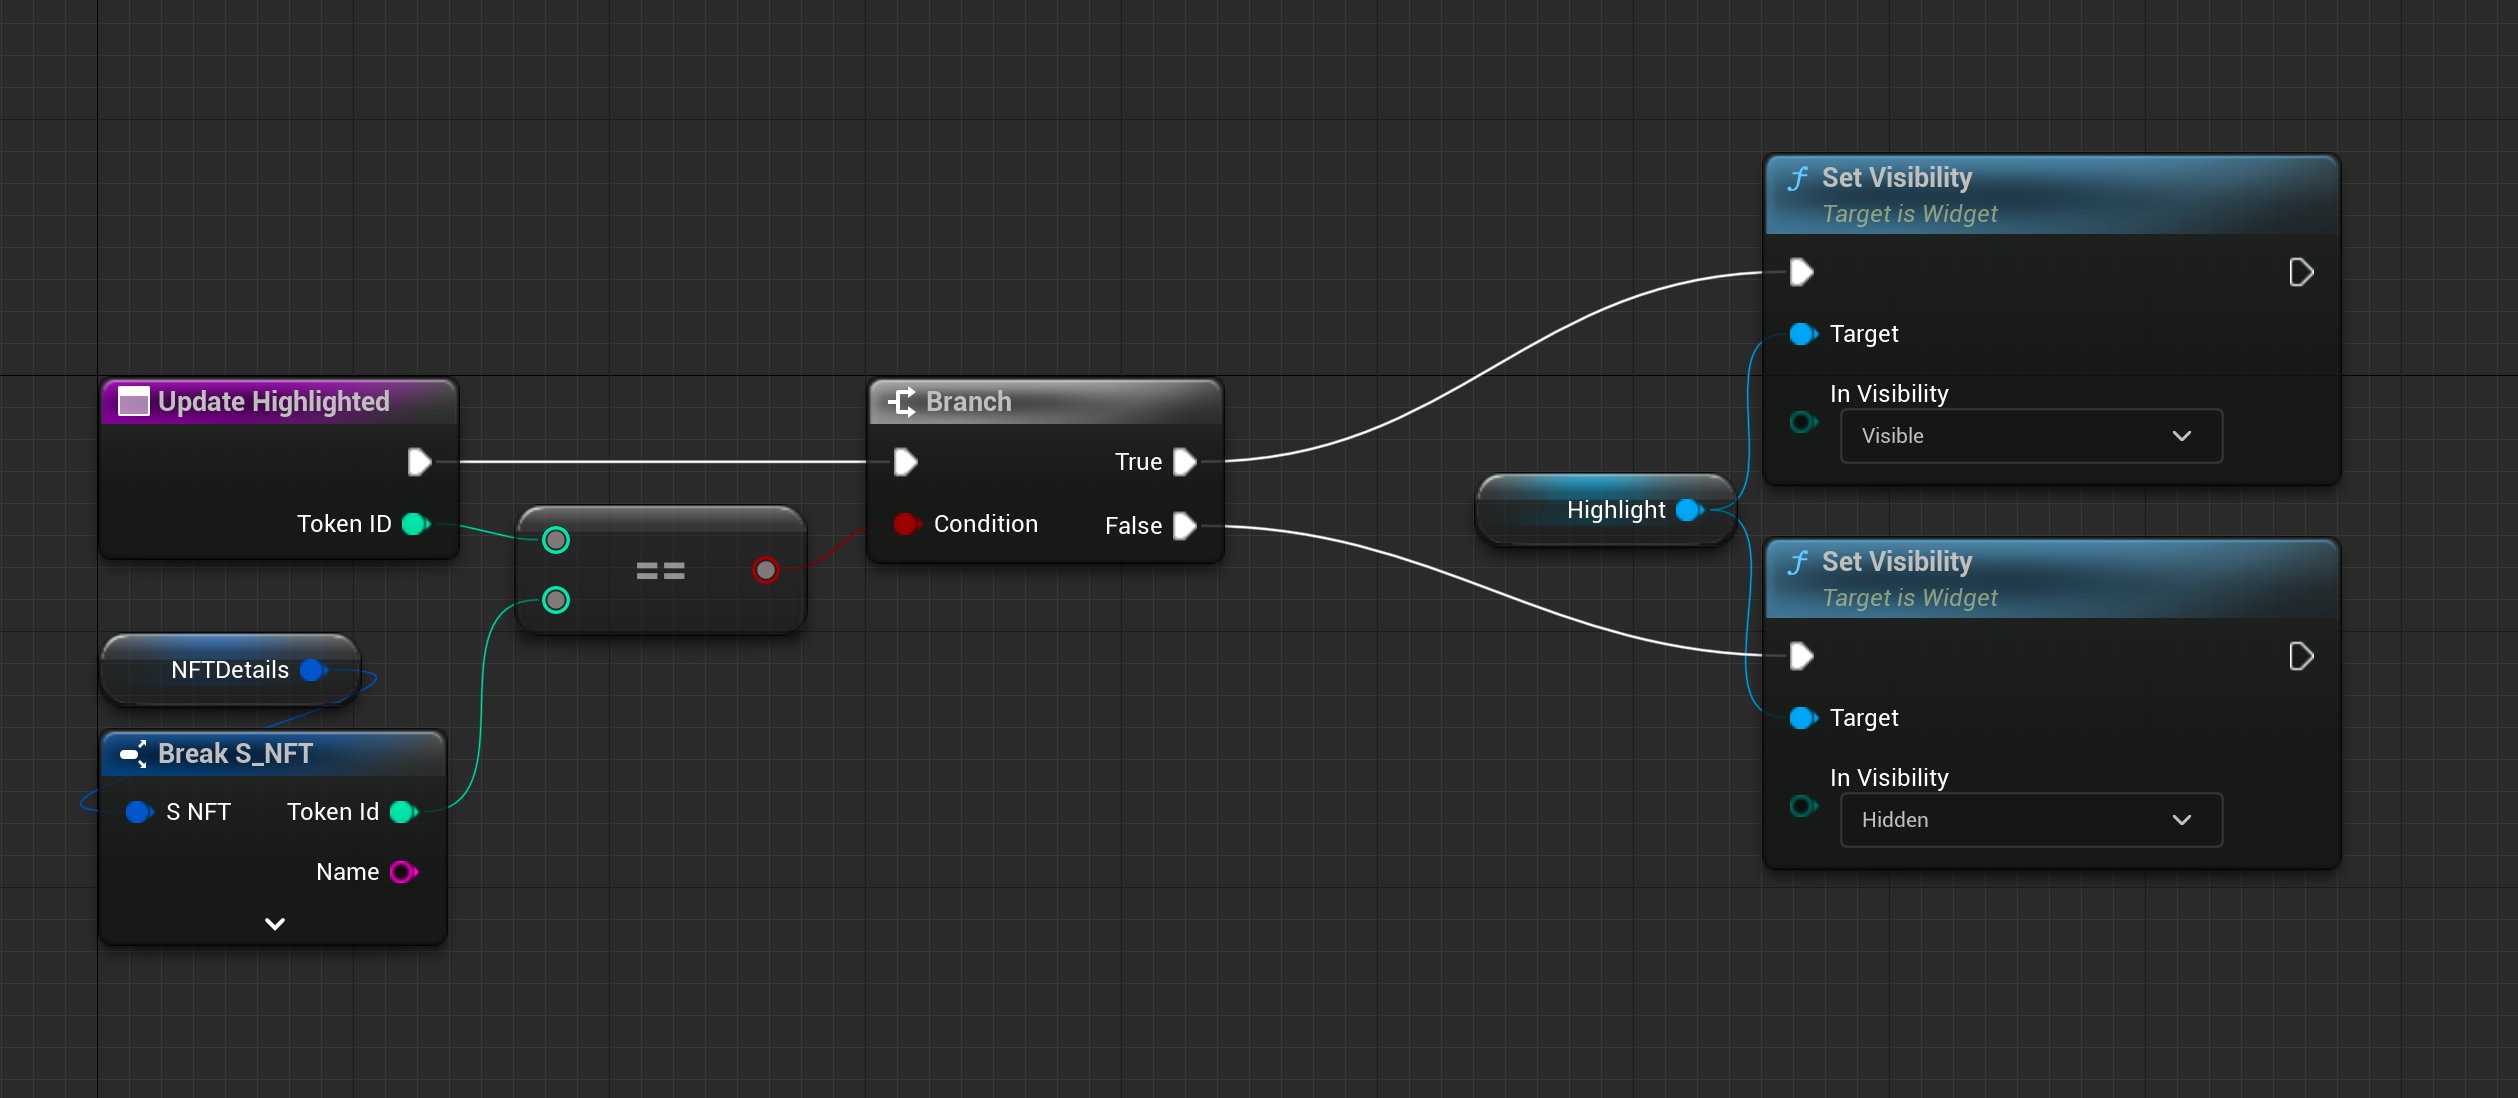 Update Highlighted
Token ID
NFTDetails
Break S_NFT
S NFT
Token Id
Name
==
Branch
True
Condition
False
Highlight
Set Visibility
Target is Widget
Target
In Visibility
Visible
Set Visibility
Target is Widget
Target
In Visibility
Hidden